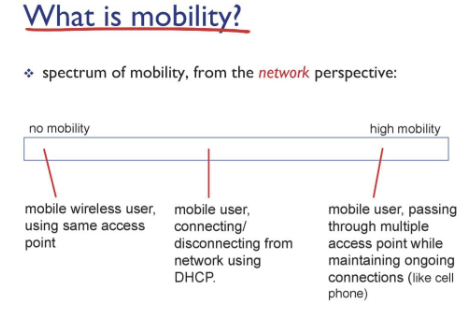 What is mobility?
❖ spectrum of mobility, from the network perspective:
no mobility
high mobility
mobile wireless user,
using same access
point
mobile user,
connecting/
disconnecting from
network using
DHCP.
mobile user, passing
through multiple
access point while
maintaining ongoing
connections (like cell
phone)